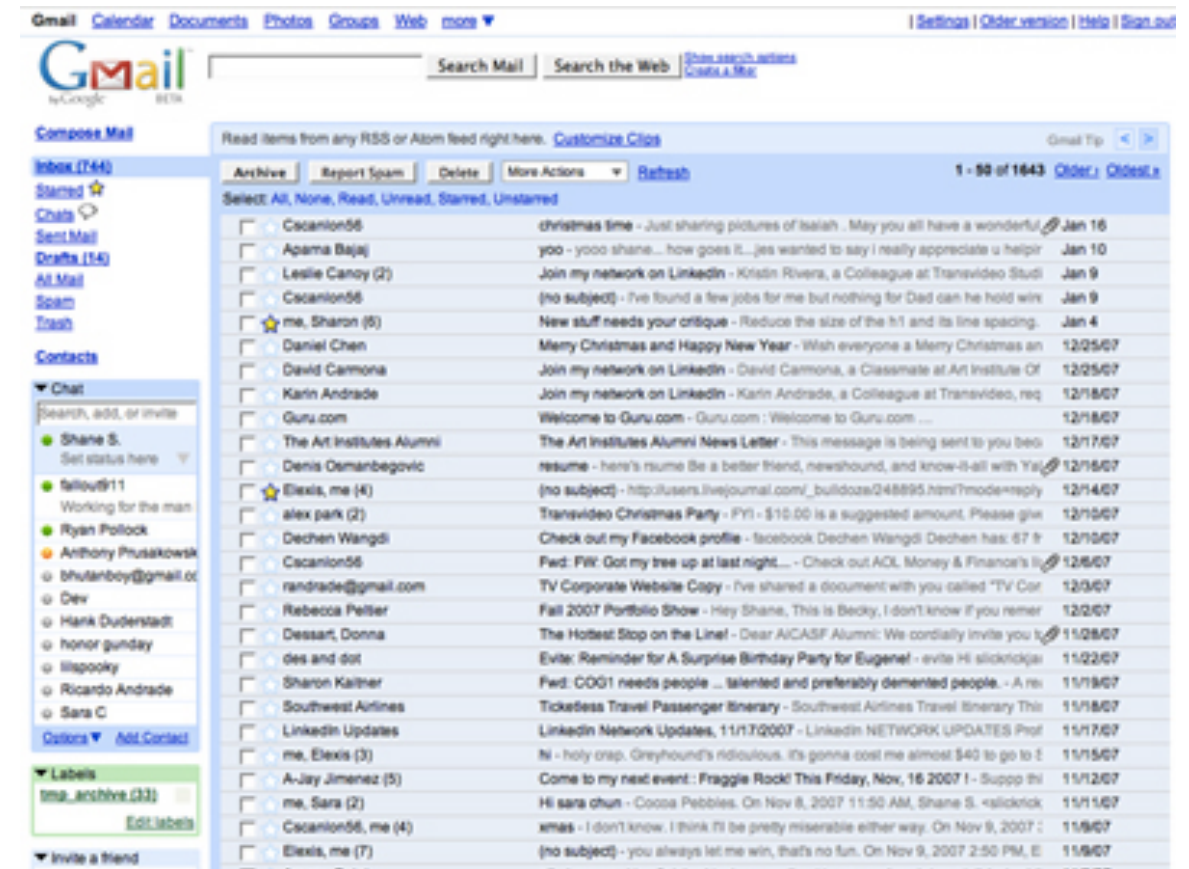 Gmail Calendar Documents Photos Groups Web more ▼ | Settings | Older version | Help | Sign out
Gmail by Google BETA
Search Mail Search the Web Show search options
Create a filter
Compose Mail
Inbox (744)
Starred
Chats
Sent Mail
Drafts (14)
All Mail
Spam
Trash
Contacts
▼ Chat
Search, add, or invite
Shane S.
Set status here
fallout911
Working for the man
Ryan Pollock
Anthony Prusakowsk
bhutanboy@gmail.cc
Dev
Hank Duderstadt
honor gunday
lilspooky
Ricardo Andrade
Sara C
Options ▼ Add Contact
▼ Labels
tmp_archive (33)
Edit labels
▼ Invite a friend
Read items from any RSS or Atom feed right here. Customize Clips Gmail Tip < >
Archive Report Spam Delete More Actions Refresh 1 - 50 of 1643 Older › Oldest »
Select: All, None, Read, Unread, Starred, Unstarred
Cscanlon56 christmas time - Just sharing pictures of Isaiah . May you all have a wonderful, Jan 16
Aparna Bajaj yoo - yooo shane... how goes it....jes wanted to say i really appreciate u helpir Jan 10
Leslie Canoy (2) Join my network on LinkedIn - Kristin Rivera, a Colleague at Transvideo Studi Jan 9
Cscanlon56 (no subject) - I've found a few jobs for me but nothing for Dad can he hold Jan 9
me, Sharon (6) New stuff needs your critique - Reduce the size of the h1 and its line spacing. Jan 4
Daniel Chen Merry Christmas and Happy New Year - Wish everyone a Merry Christmas an 12/25/07
David Carmona Join my network on LinkedIn - David Carmona, a Classmate at Art Institute Of 12/25/07
Karin Andrade Join my network on LinkedIn - Karin Andrade, a Colleague at Transvideo, req 12/18/07
Guru.com Welcome to Guru.com - Guru.com : Welcome to Guru.com .... 12/18/07
The Art Institutes Alumni The Art Institutes Alumni News Letter - This message is being sent to you beca 12/17/07
Denis Osmanbegovic resume - here's rsume Be a better friend, newshound, and know-it-all with Ya 12/16/07
Elexis, me (4) (no subject) - http://users.livejournal.com/_bulldoze/248895.html?mode=reply 12/14/07
alex park (2) Transvideo Christmas Party - FYI - $10.00 is a suggested amount. Please give 12/10/07
Dechen Wangdi Check out my Facebook profile - facebook Dechen Wangdi Dechen has: 67 fr 12/10/07
Cscanlon56 Fwd: FW: Got my tree up at last night.... - Check out AOL Money & Finance's 12/6/07
randrade@gmail.com TV Corporate Website Copy - I've shared a document with you called "TV Cor 12/3/07
Rebecca Peltier Fall 2007 Portfolio Show - Hey Shane, This is Becky, I don't know if you remer 12/2/07
Dessart, Donna The Hottest Stop on the Line! - Dear AiCASF Alumni: We cordially invite you 11/28/07
des and dot Evite: Reminder for A Surprise Birthday Party for Eugene! - evite Hi slickrickja 11/22/07
Sharon Kaitner Fwd: COG1 needs people ... talented and preferably demented people. - A re 11/19/07
Southwest Airlines Ticketless Travel Passenger Itinerary - Southwest Airlines Travel Itinerary Thi 11/18/07
LinkedIn Updates LinkedIn Network Updates, 11/17/2007 - LinkedIn NETWORK UPDATES Prof 11/17/07
me, Elexis (3) hi - holy crap. Greyhound's ridiculous. it's gonna cost me almost $40 to go to 11/15/07
A-Jay Jimenez (5) Come to my next event : Fraggle Rock! This Friday, Nov, 16 2007 ! - Suppp thi 11/12/07
me, Sara (2) Hi sara chun - Cocoa Pebbles. On Nov 8, 2007 11:50 AM, Shane S. <slickrick 11/11/07
Cscanlon56, me (4) xmas - I don't know. I think I'll be pretty miserable either way. On Nov 9, 2007 11/9/07
Elexis, me (7) (no subject) - you always let me win, that's no fun. On Nov 9, 2007 2:50 PM, E 11/9/07